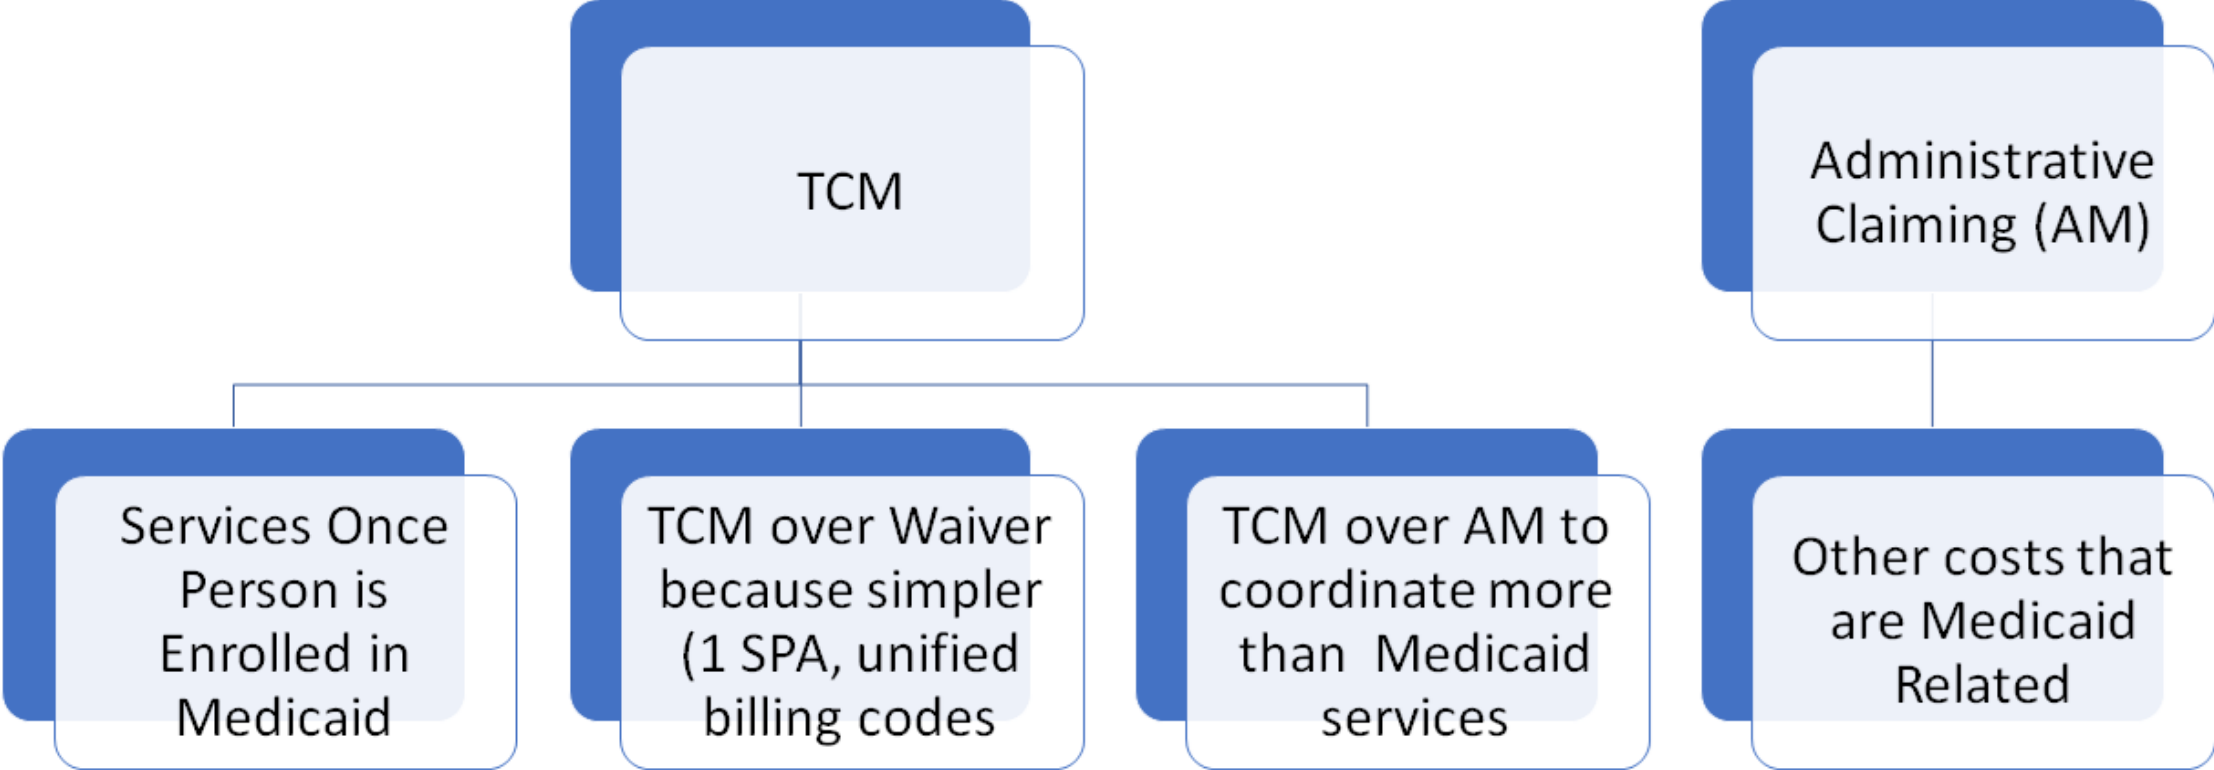 TCM
Administrative
Claiming (AM)
Services Once
Person is
Enrolled in
Medicaid
TCM over Waiver
because simpler
(1 SPA, unified
billing codes
TCM over AM to
coordinate more
than  Medicaid
services
Other costs that
are Medicaid
Related